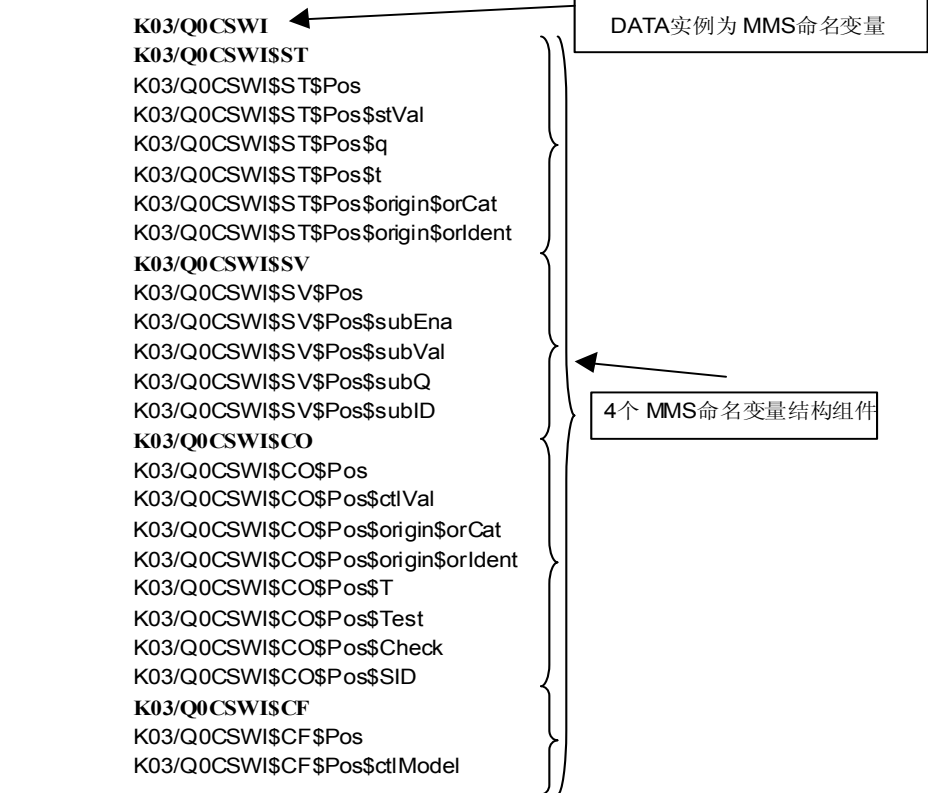 K03/Q0CSWI
DATA实例为 MMS命名变量
K03/Q0CSWI$ST
K03/Q0CSWI$ST$Pos
K03/Q0CSWI$ST$Pos$stVal
K03/Q0CSWI$ST$Pos$q
K03/Q0CSWI$ST$Pos$t
K03/Q0CSWI$ST$Pos$origin$orCat
K03/Q0CSWI$ST$Pos$origin$orIdent
K03/Q0CSWI$SV
K03/Q0CSWI$SV$Pos
K03/Q0CSWI$SV$Pos$subEna
K03/Q0CSWI$SV$Pos$subVal
K03/Q0CSWI$SV$Pos$subQ
K03/Q0CSWI$SV$Pos$subID
4个 MMS命名变量结构组件
K03/Q0CSWI$CO
K03/Q0CSWI$CO$Pos
K03/Q0CSWI$CO$Pos$ctlVal
K03/Q0CSWI$CO$Pos$origin$orCat
K03/Q0CSWI$CO$Pos$origin$orIdent
K03/Q0CSWI$CO$Pos$T
K03/Q0CSWI$CO$Pos$Test
K03/Q0CSWI$CO$Pos$Check
K03/Q0CSWI$CO$Pos$SID
K03/Q0CSWI$CF
K03/Q0CSWI$CF$Pos
K03/Q0CSWI$CF$Pos$ctlModel